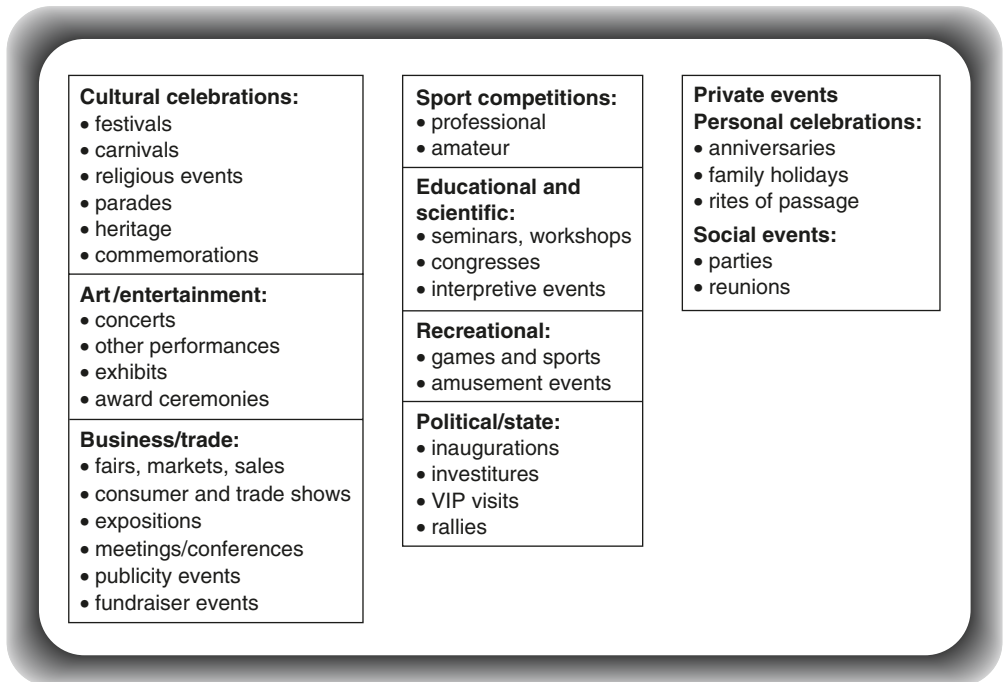 Cultural celebrations:
• festivals
• carnivals
• religious events
• parades
• heritage
• commemorations
Art/entertainment:
• concerts
• other performances
• exhibits
• award ceremonies
Business/trade:
• fairs, markets, sales
• consumer and trade shows
• expositions
• meetings/conferences
• publicity events
• fundraiser events
Sport competitions:
• professional
• amateur
Educational and
scientific:
• seminars, workshops
• congresses
• interpretive events
Recreational:
• games and sports
• amusement events
Political/state:
• inaugurations
• investitures
• VIP visits
• rallies
Private events
Personal celebrations:
• anniversaries
• family holidays
• rites of passage
Social events:
• parties
• reunions